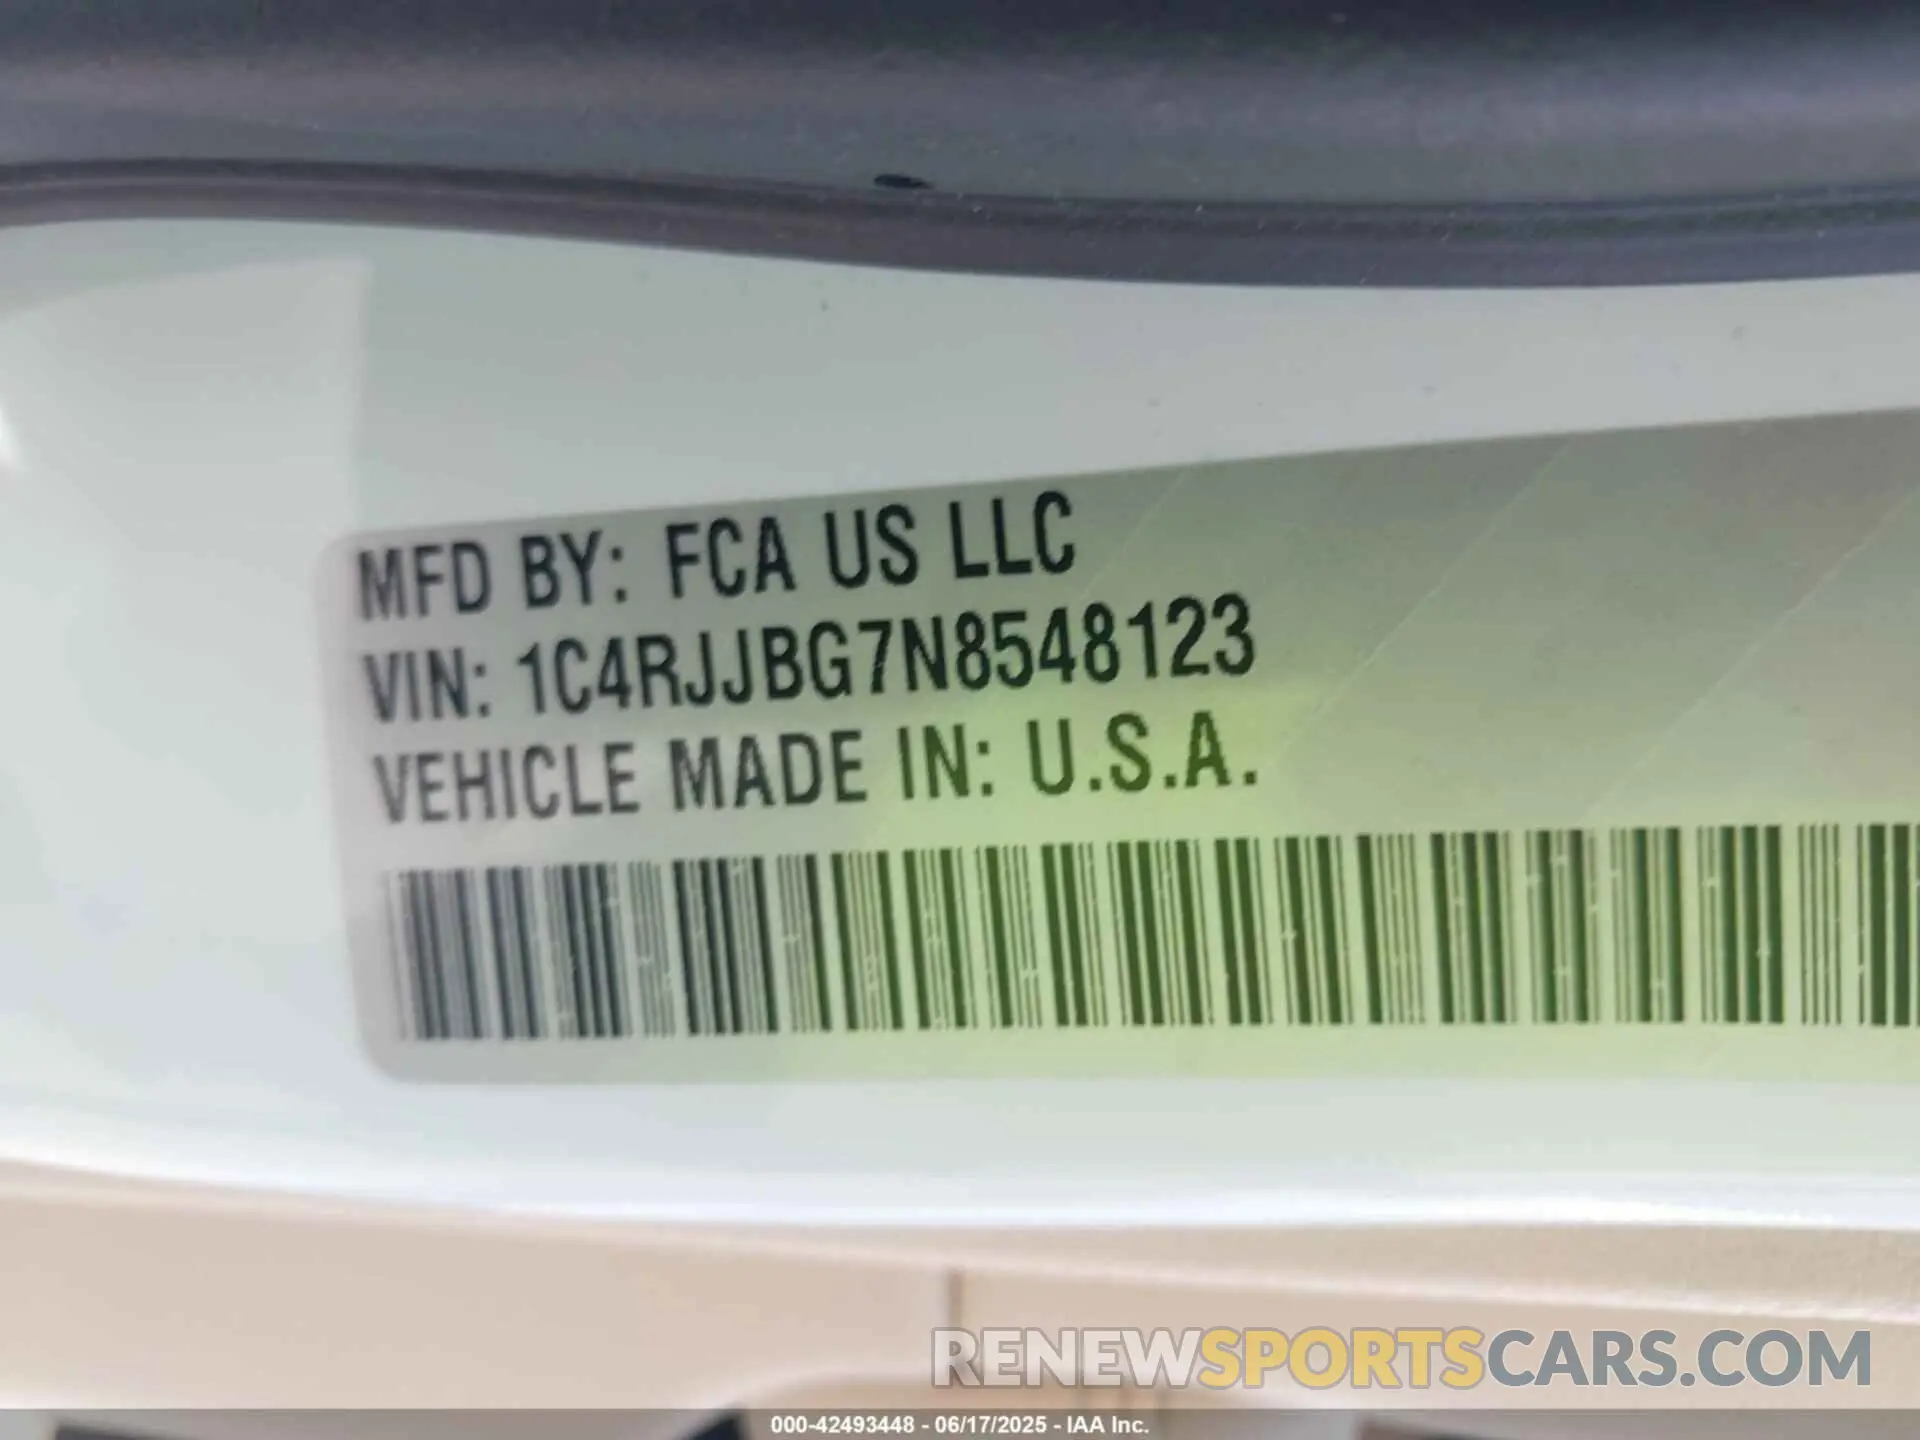 MFD BY: FCA US LLC
VIN: 1C4RJJBG7N8548123
VEHICLE MADE IN: U.S.A.
RENEWSPORTSCARS.COM
000-42493448 - 06/17/2025 - IAA Inc.